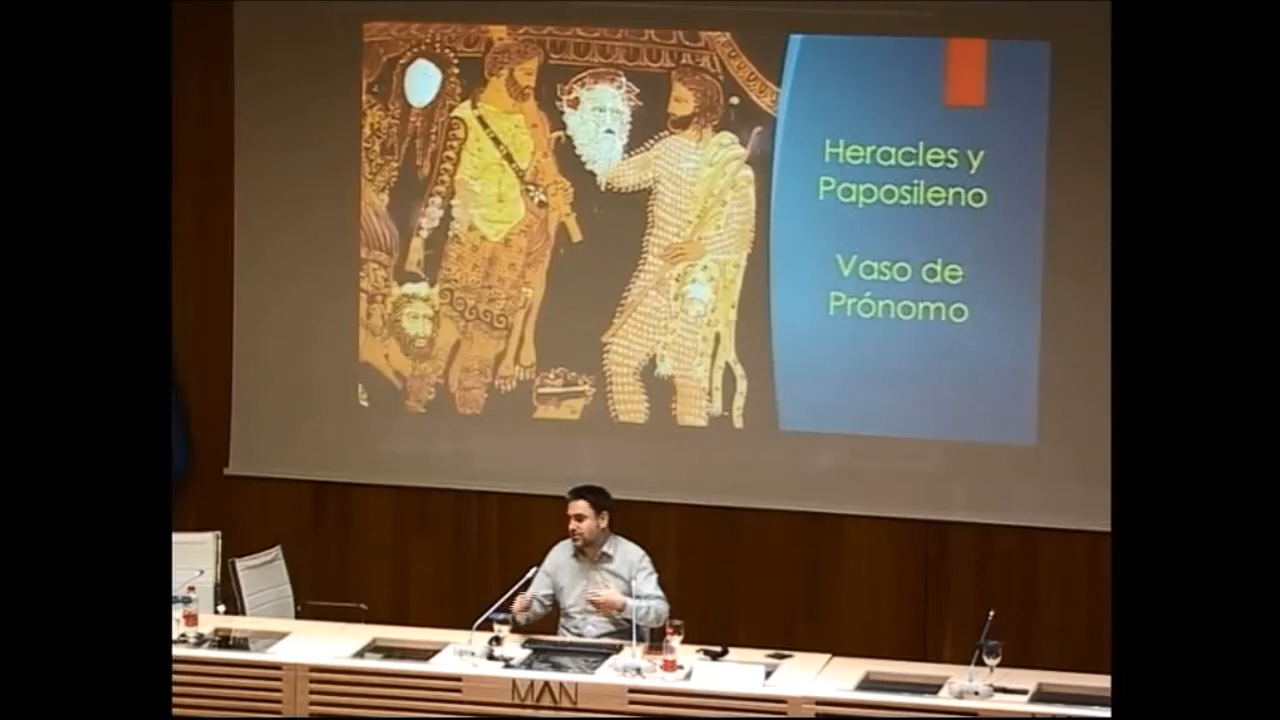 Heracles y
Paposileno
Vaso de
Prónomo
MAN